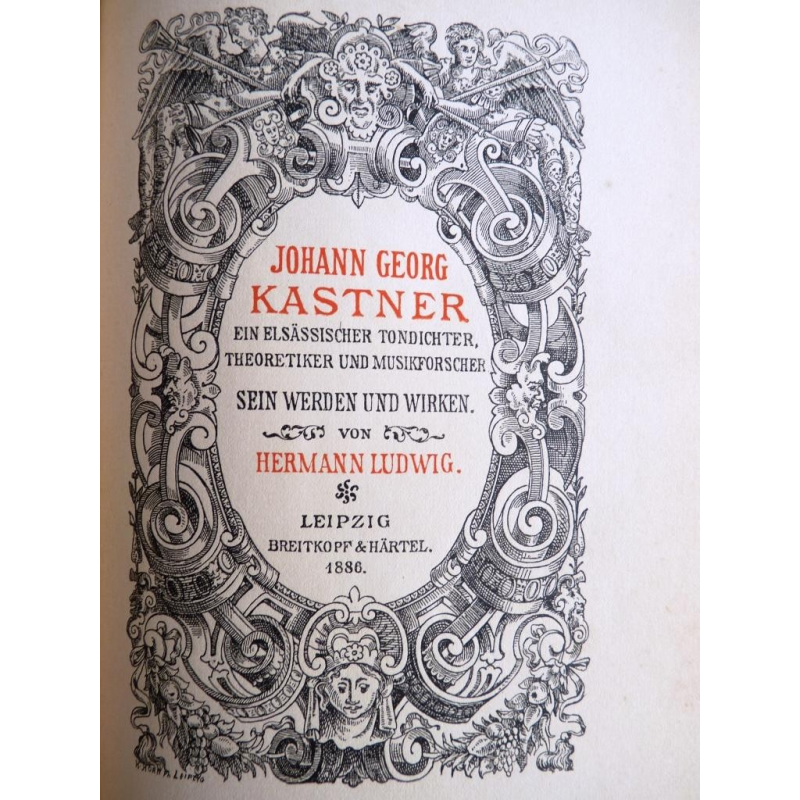 JOHANN GEORG
KASTNER
EIN ELSÄSSISCHER TONDICHTER,
THEORETIKER UND MUSIKFORSCHER
SEIN WERDEN UND WIRKEN.
VON
HERMANN LUDWIG.
LEIPZIG
BREITKOPF & HÄRTEL.
1886.
LEIPZIG